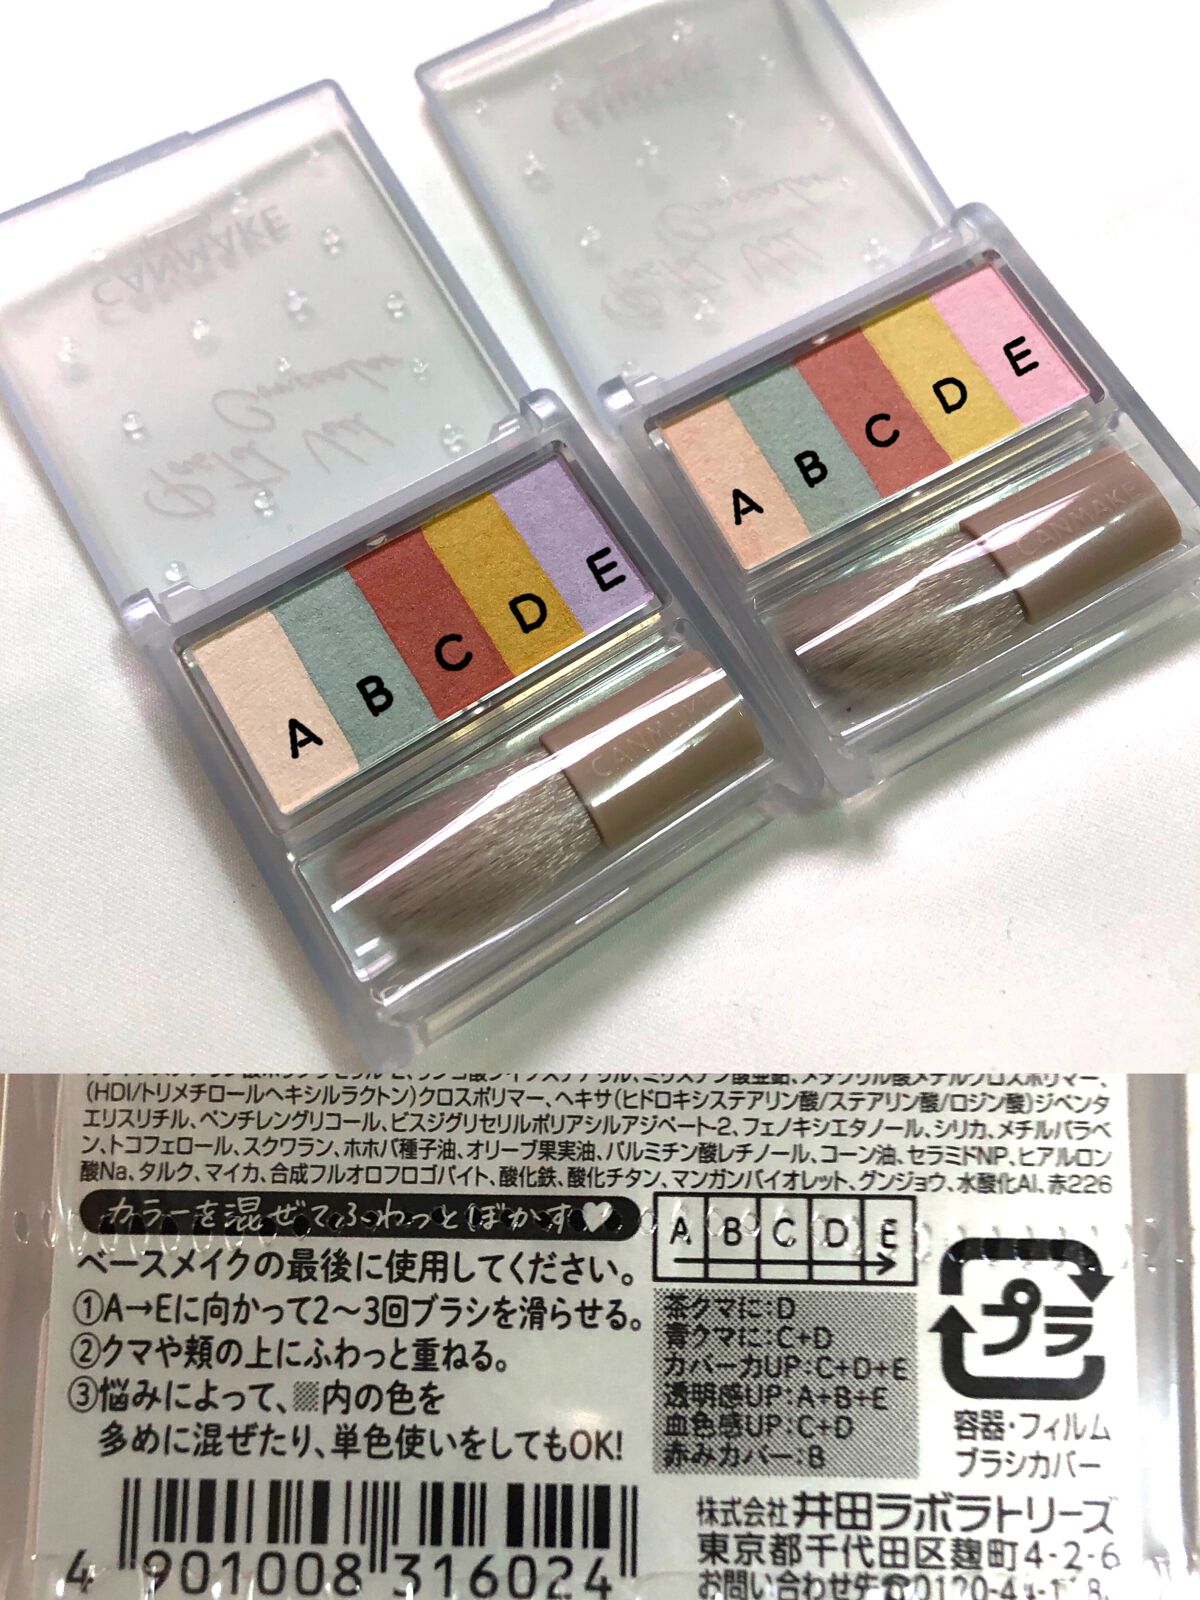 CANMAKE
CANMAKE
A B C D E
CANMAKE
A B C D E
CANMAKE
(HDI/トリメチロールヘキシルラクトン)クロスポリマー、ヘキサ(ヒドロキシステアリン酸/ステアリン酸/ロジン酸)ジペンタ
エリスリチル、ペンチレングリコール、ビスジグリセリルポリアシルアジペート-2、フェノキシエタノール、シリカ、メチルパラベ
ン、トコフェロール、スクワラン、ホホバ種子油、オリーブ果実油、パルミチン酸レチノール、コーン油、セラミドNP、ヒアルロン
酸Na、タルク、マイカ、合成フルオロフロゴパイト、酸化鉄、酸化チタン、マンガンバイオレット、グンジョウ、水酸化Al、赤226
カラーを混ぜてふわっとぼかす♡
ベースメイクの最後に使用してください。
①A→Eに向かって2〜3回ブラシを滑らせる。
②クマや頬の上にふわっと重ねる。
③悩みによって、▩内の色を
多めに混ぜたり、単色使いをしてもOK!
A B C D E
茶クマに:D
青クマに:C+D
カバー力UP:C+D+E
透明感UP:A+B+E
血色感UP:C+D
赤みカバー:B
プラ
容器・フィルム
ブラシカバー
4 901008 316024
株式会社 井田ラボラトリーズ
東京都千代田区麹町4-2-6
お問い合わせ先